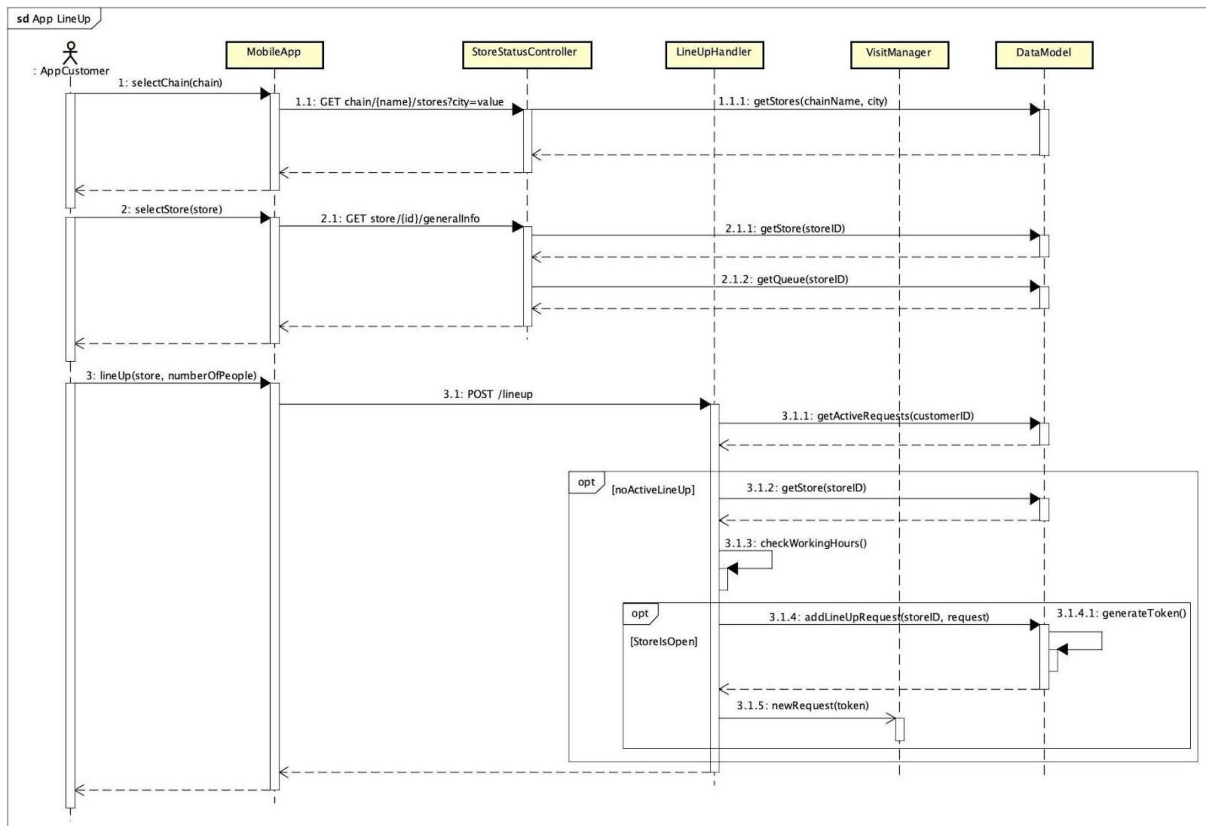 sd App LineUp
MobileApp
StoreStatusController
LineUpHandler
VisitManager
DataModel
: AppCustomer
1: selectChain(chain)
1.1: GET chain/{name}/stores?city=value
1.1.1: getStores(chainName, city)
2: selectStore(store)
2.1: GET store/{id}/generalInfo
2.1.1: getStore(storeID)
2.1.2: getQueue(storeID)
3: lineUp(store, numberOfPeople)
3.1: POST /lineup
3.1.1: getActiveRequests(customerID)
opt
[noActiveLineUp]
3.1.2: getStore(storeID)
3.1.3: checkWorkingHours()
opt
[StoreIsOpen]
3.1.4: addLineUpRequest(storeID, request)
3.1.4.1: generateToken()
3.1.5: newRequest(token)